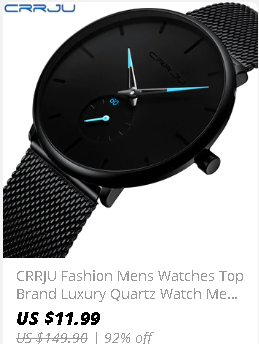 CRRJU
CRRJU
CRRJU Fashion Mens Watches Top
Brand Luxury Quartz Watch Me...
US $11.99
US $149.90 | 92% off